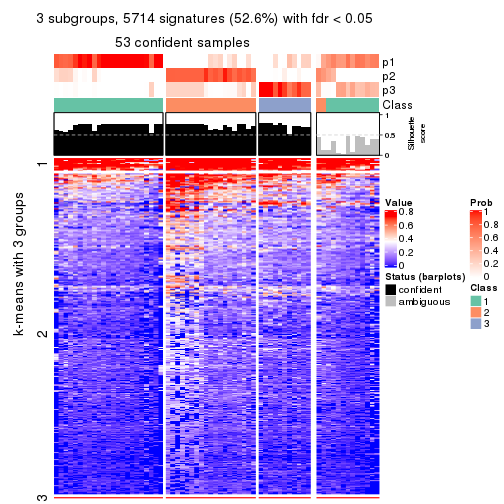 3 subgroups, 5714 signatures (52.6%) with fdr < 0.05
53 confident samples
p1
p2
p3
Class
1
0.5
0
Silhouette
score
k-means with 3 groups
1
2
3
Value
0.8
0.6
0.4
0.2
0
Status (barplots)
confident
ambiguous
Prob
1
0.8
0.6
0.4
0.2
0
Class
1
2
3